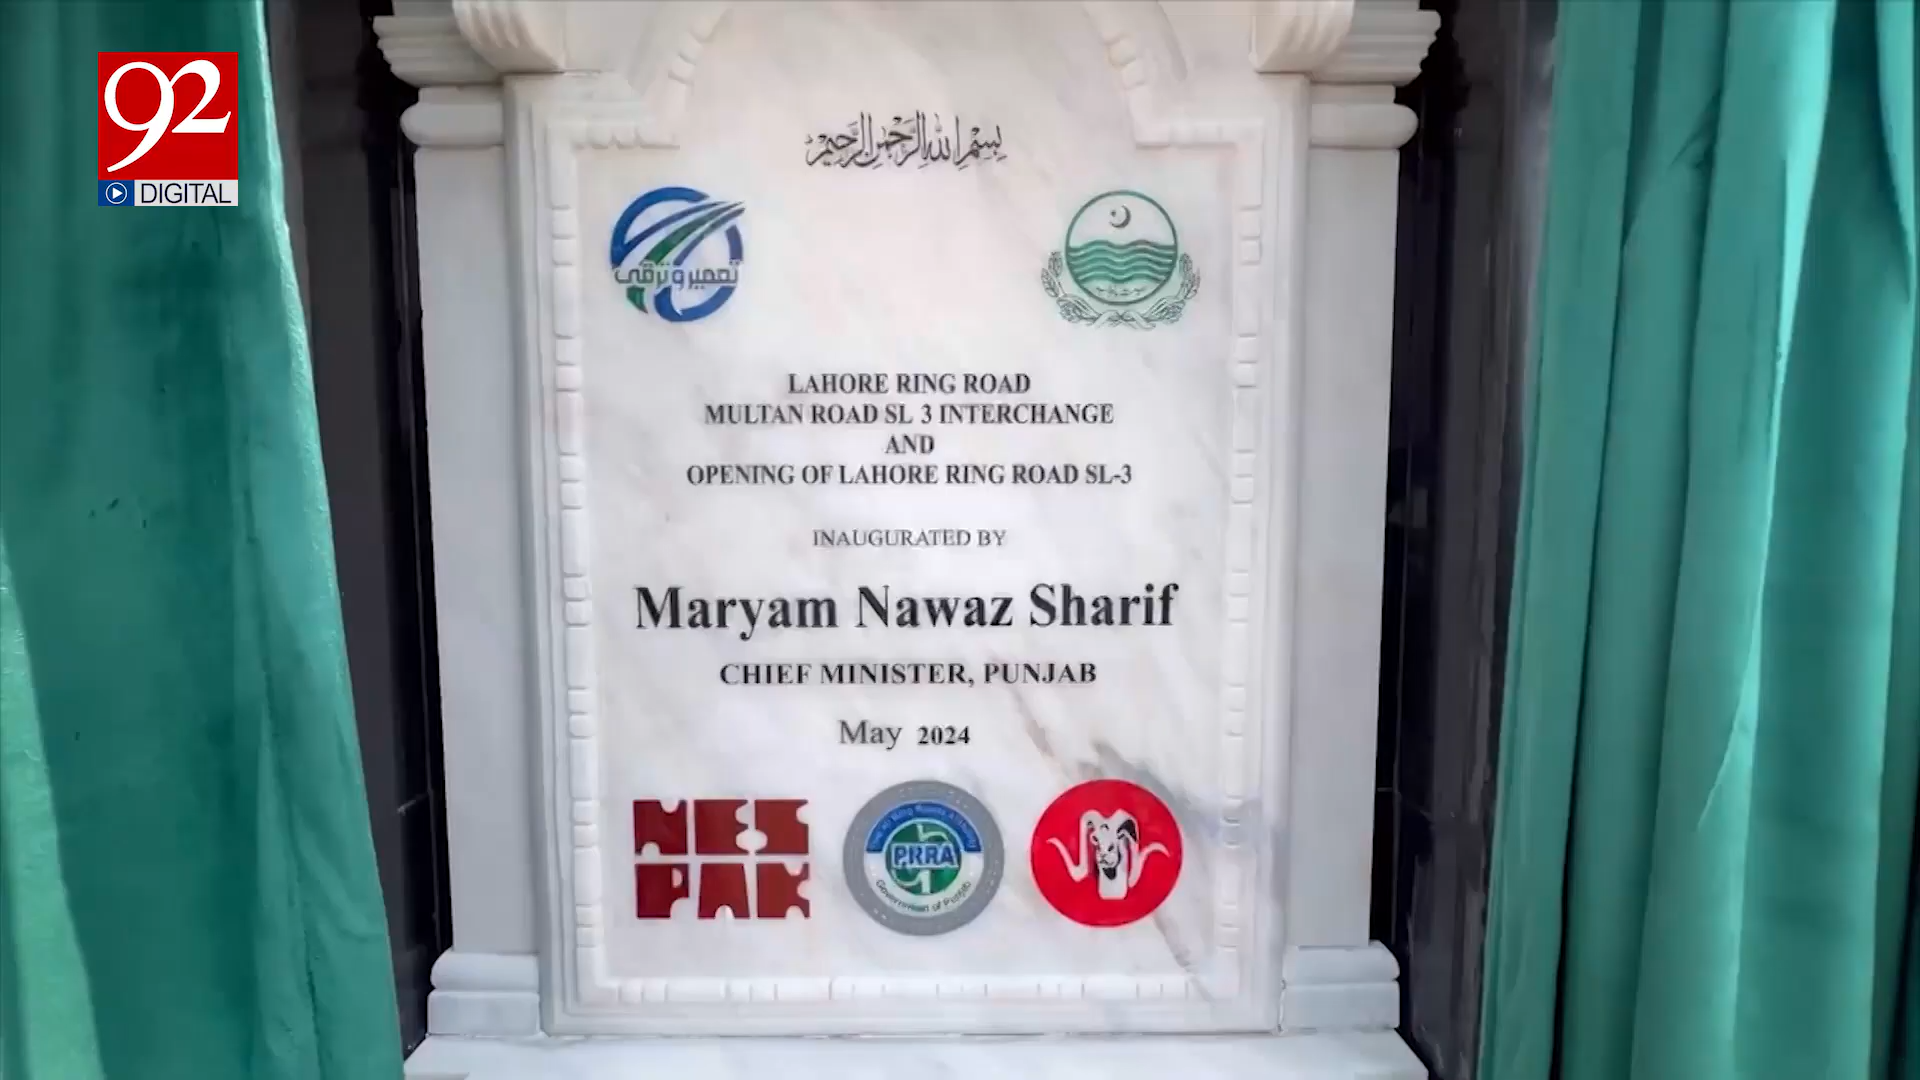 92
DIGITAL
بسم الله الرحمن الرحيم
تعمیر و ترقی
LAHORE RING ROAD
MULTAN ROAD SL 3 INTERCHANGE
AND
OPENING OF LAHORE RING ROAD SL-3
INAUGURATED BY
Maryam Nawaz Sharif
CHIEF MINISTER, PUNJAB
May 2024
NES
PAK
PRRA
Government of Punjab